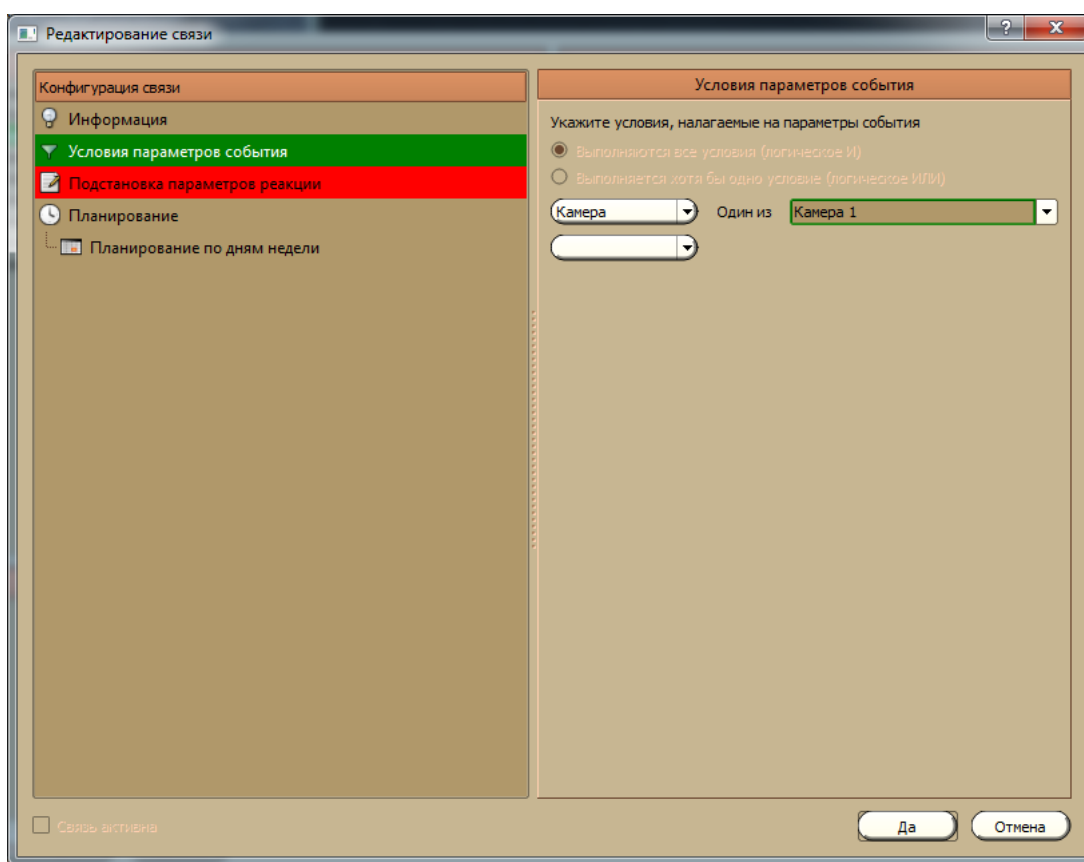 Редактирование связи
Конфигурация связи
Информация
Условия параметров события
Подстановка параметров реакции
Планирование
Планирование по дням недели
Условия параметров события
Укажите условия, налагаемые на параметры события
Выполняются все условия (логическое И)
Выполняется хотя бы одно условие (логическое ИЛИ)
Камера Один из Камера 1
Связь активна
Да Отмена